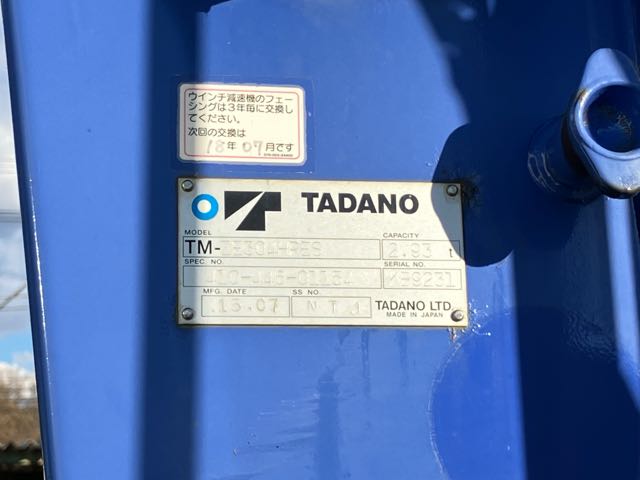 ウインチ減速機のフェー
シングは3年毎に交換し
てください。
次回の交換は
18年 07月です
TADANO
MODEL
CAPACITY
TM-
2.93 t
SPEC. NO.
SERIAL NO.
MFG. DATE
SS NO.
15.07
N T J
TADANO LTD.
MADE IN JAPAN